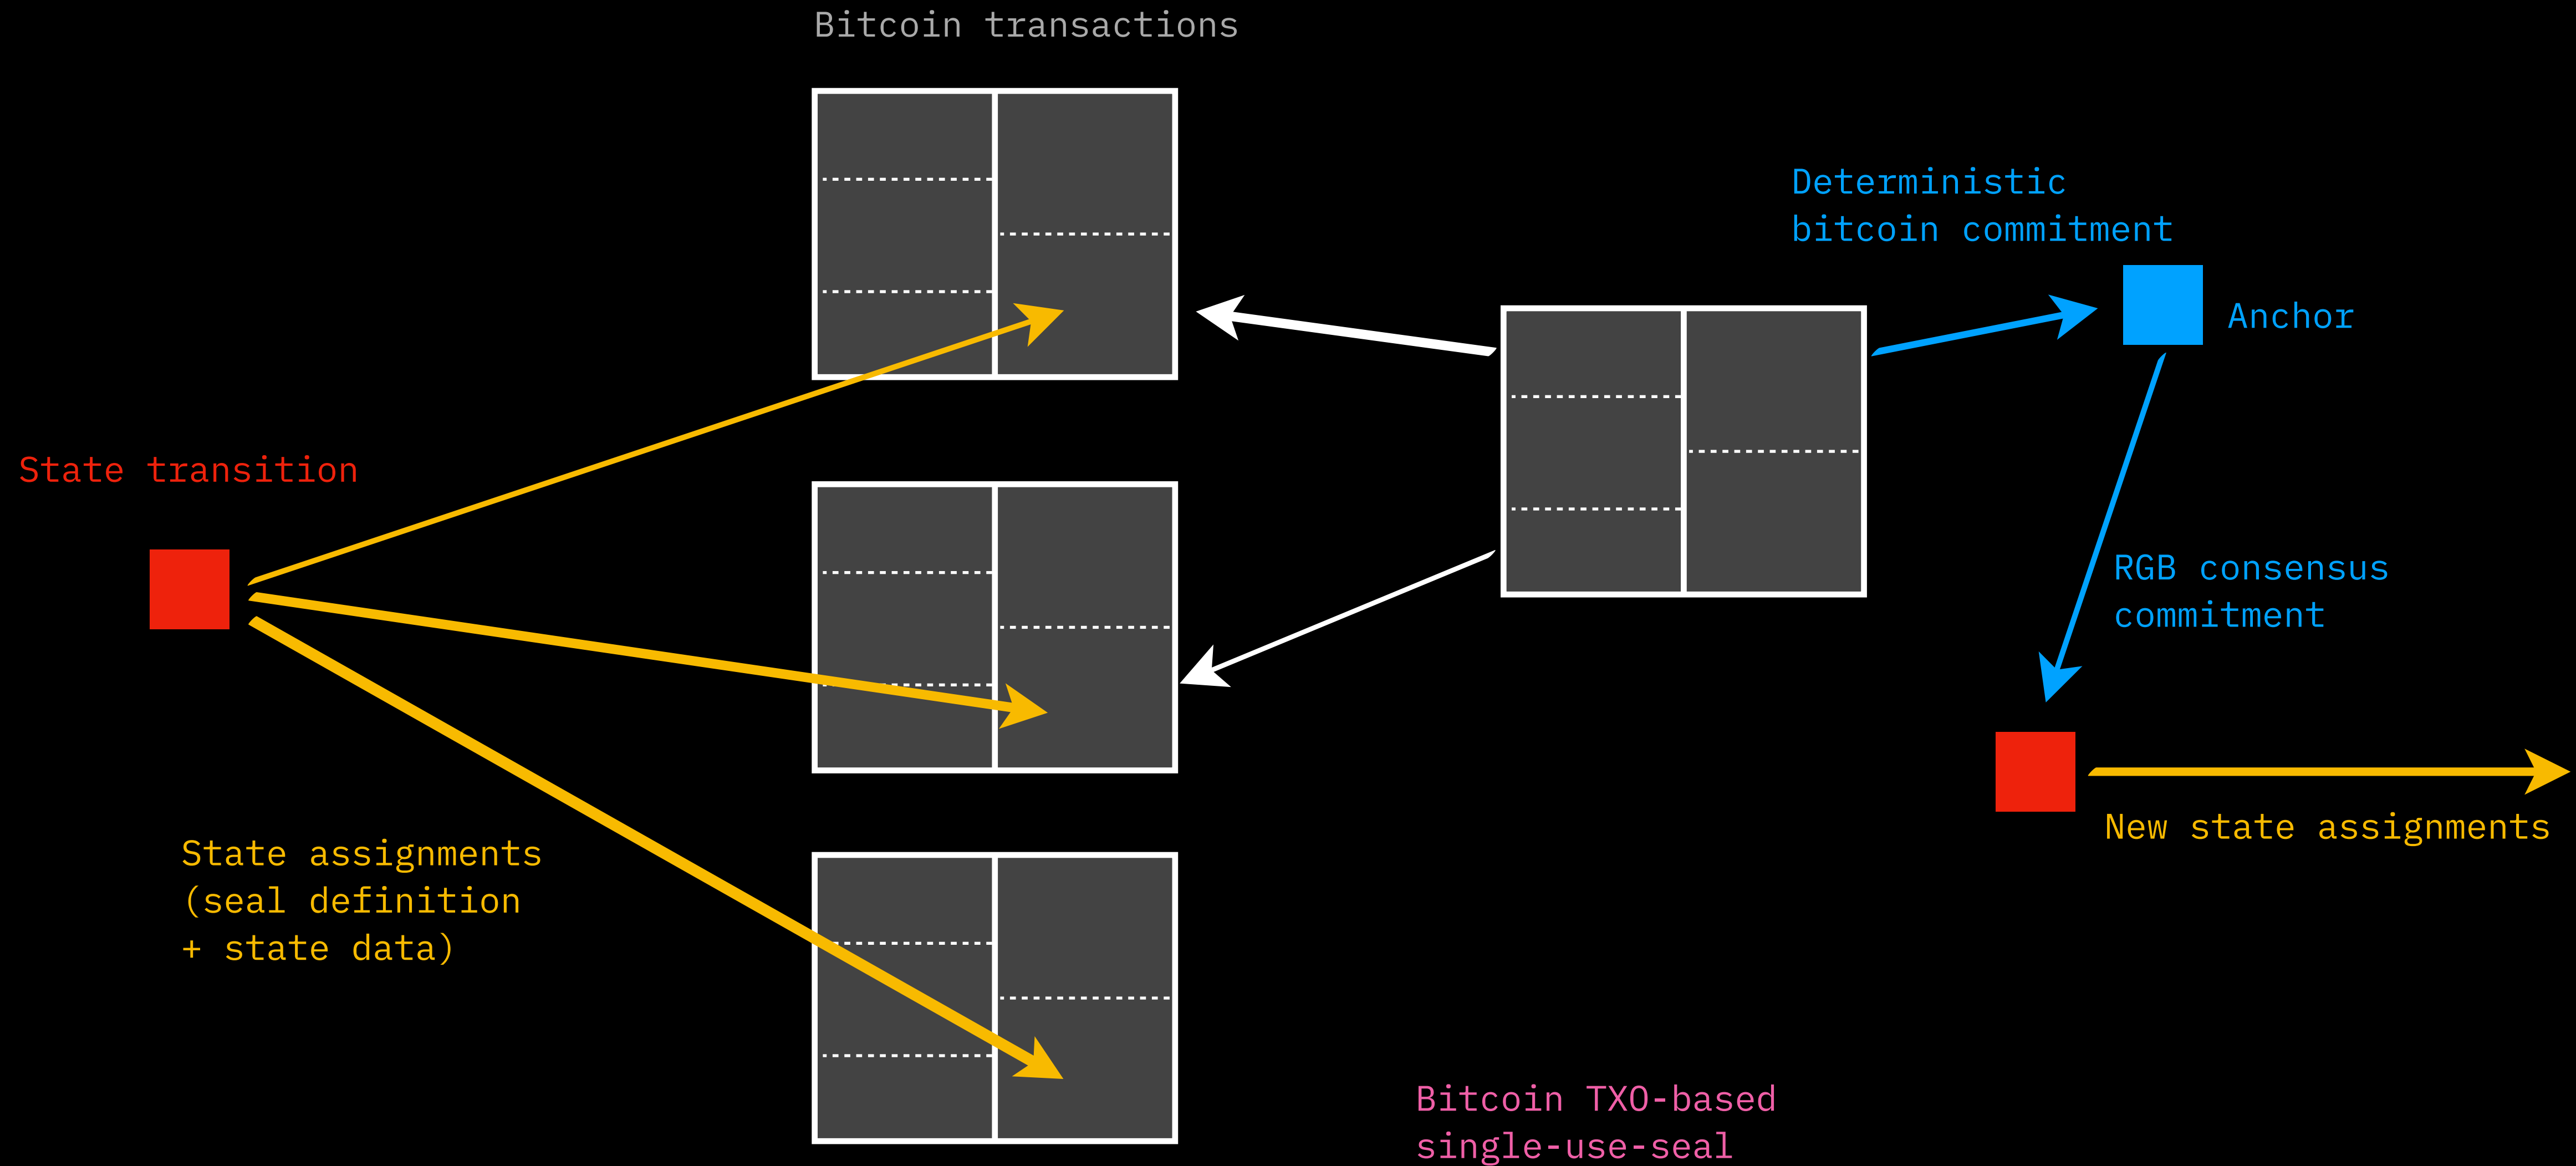 Bitcoin transactions
Deterministic
bitcoin commitment
Anchor
State transition
RGB consensus
commitment
New state assignments
State assignments
(seal definition
+ state data)
Bitcoin TXO-based
single-use-seal